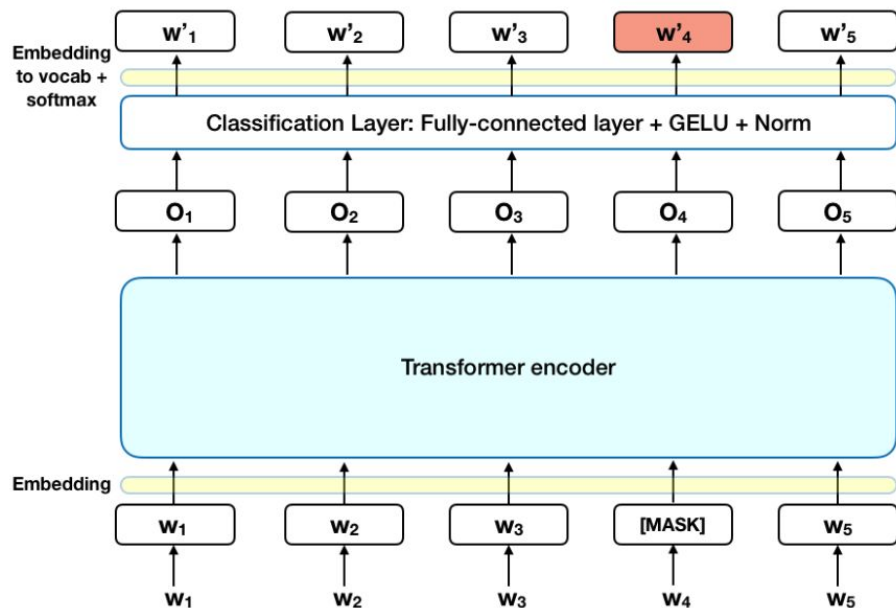 w'₁ w'₂ w'₃ w'₄ w'₅
Embedding
to vocab +
softmax
Classification Layer: Fully-connected layer + GELU + Norm
O₁ O₂ O₃ O₄ O₅
Transformer encoder
Embedding
W₁ W₂ W₃ [MASK] W₅
W₁ W₂ W₃ W₄ W₅